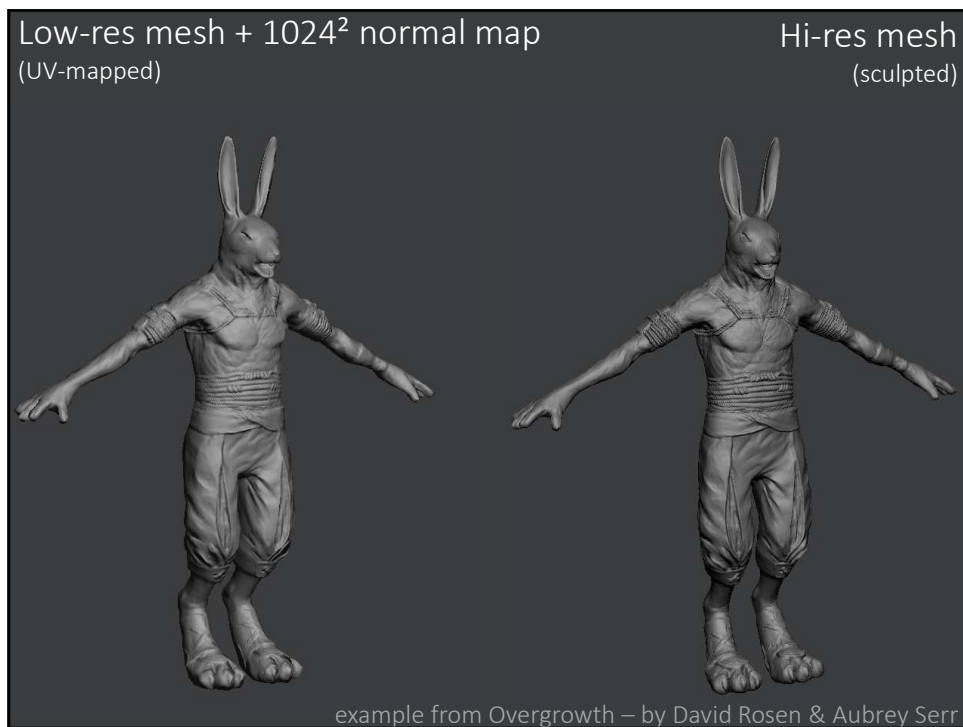 Low-res mesh + 1024² normal map
(UV-mapped)
Hi-res mesh
(sculpted)
example from Overgrowth – by David Rosen & Aubrey Serr